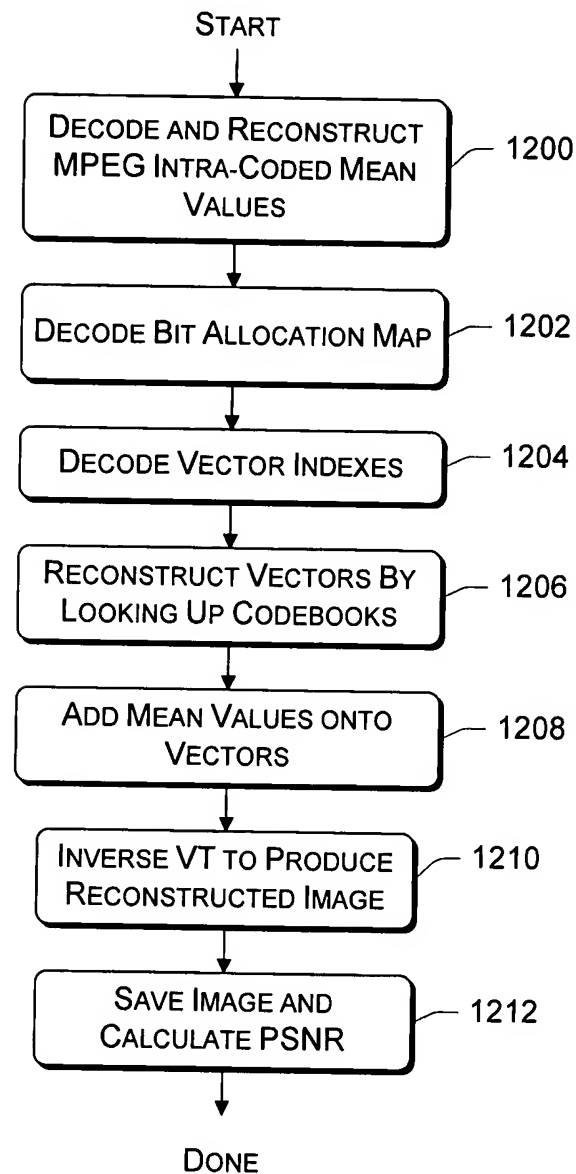 START
DECODE AND RECONSTRUCT
MPEG INTRA-CODED MEAN
VALUES
1200
DECODE BIT ALLOCATION MAP
1202
DECODE VECTOR INDEXES
1204
RECONSTRUCT VECTORS BY
LOOKING UP CODEBOOKS
1206
ADD MEAN VALUES ONTO
VECTORS
1208
INVERSE VT TO PRODUCE
RECONSTRUCTED IMAGE
1210
SAVE IMAGE AND
CALCULATE PSNR
1212
DONE